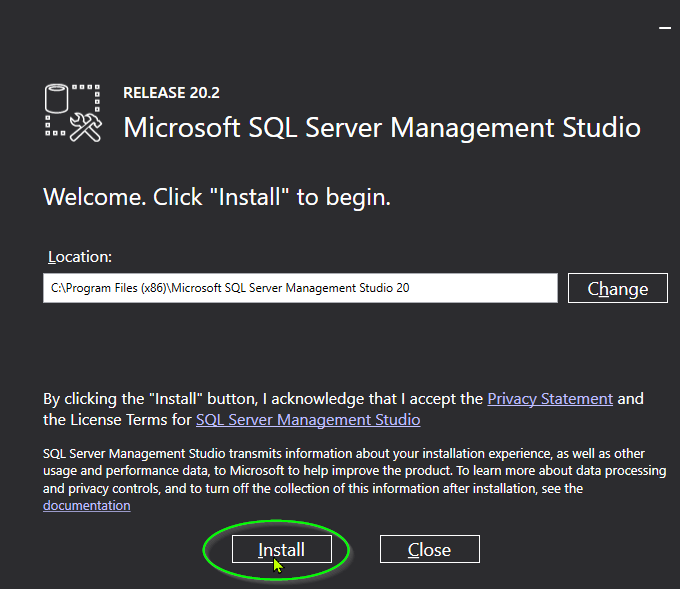 RELEASE 20.2
Microsoft SQL Server Management Studio
Welcome. Click "Install" to begin.
Location:
C:\Program Files (x86)\Microsoft SQL Server Management Studio 20
Change
By clicking the "Install" button, I acknowledge that I accept the Privacy Statement and
the License Terms for SQL Server Management Studio
SQL Server Management Studio transmits information about your installation experience, as well as other
usage and performance data, to Microsoft to help improve the product. To learn more about data processing
and privacy controls, and to turn off the collection of this information after installation, see the
documentation
Install
Close